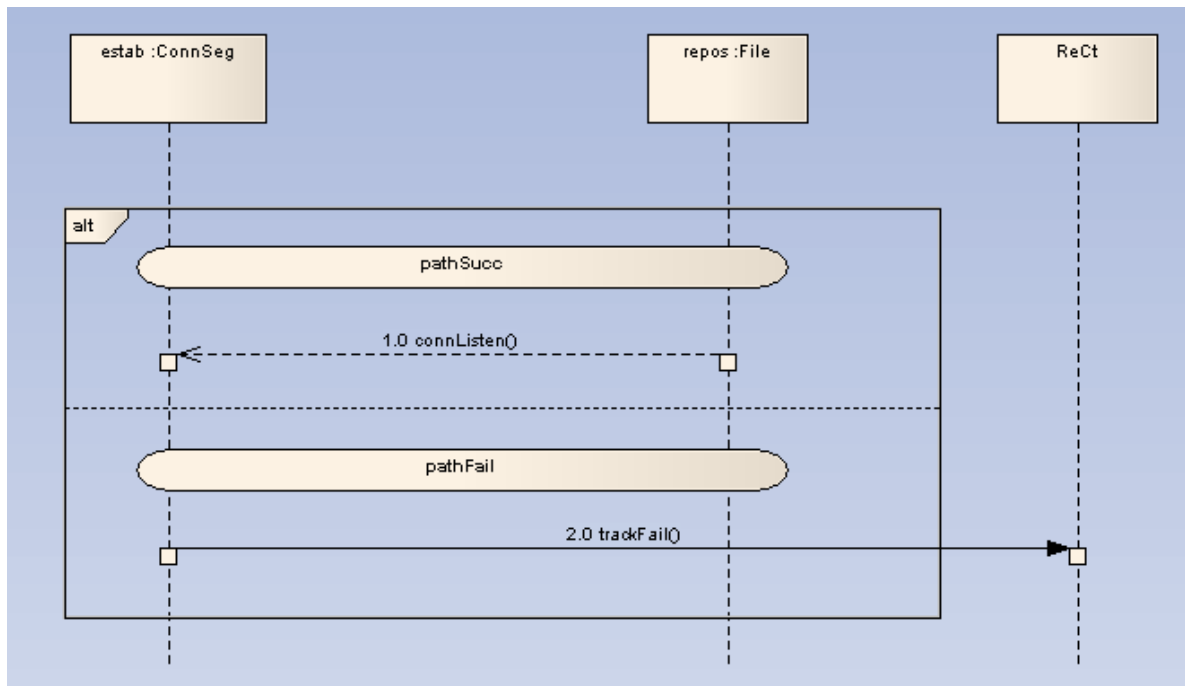 estab :ConnSeg
repos :File
ReCt
alt
pathSucc
1.0 connListen()
pathFail
2.0 trackFail()